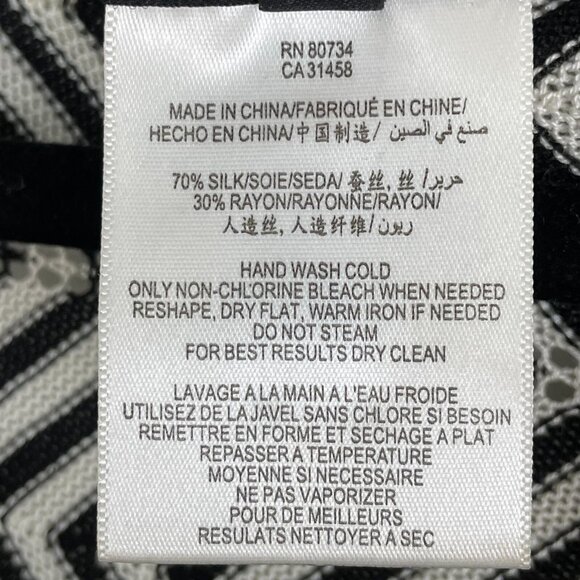 RN 80734
CA 31458
MADE IN CHINA/FABRIQUÉ EN CHINE/
HECHO EN CHINA/中国制造/ صنع في الصين
70% SILK/SOIE/SEDA/ 蚕丝, 丝 /حرير
30% RAYON/RAYONNE/RAYON/
人造丝, 人造纤维/ ريون
HAND WASH COLD
ONLY NON-CHLORINE BLEACH WHEN NEEDED
RESHAPE, DRY FLAT, WARM IRON IF NEEDED
DO NOT STEAM
FOR BEST RESULTS DRY CLEAN
LAVAGE A LA MAIN A L'EAU FROIDE
UTILISEZ DE LA JAVEL SANS CHLORE SI BESOIN
REMETTRE EN FORME ET SECHAGE A PLAT
REPASSER A TEMPERATURE
MOYENNE SI NECESSAIRE
NE PAS VAPORIZER
POUR DE MEILLEURS
RESULATS NETTOYER A SEC